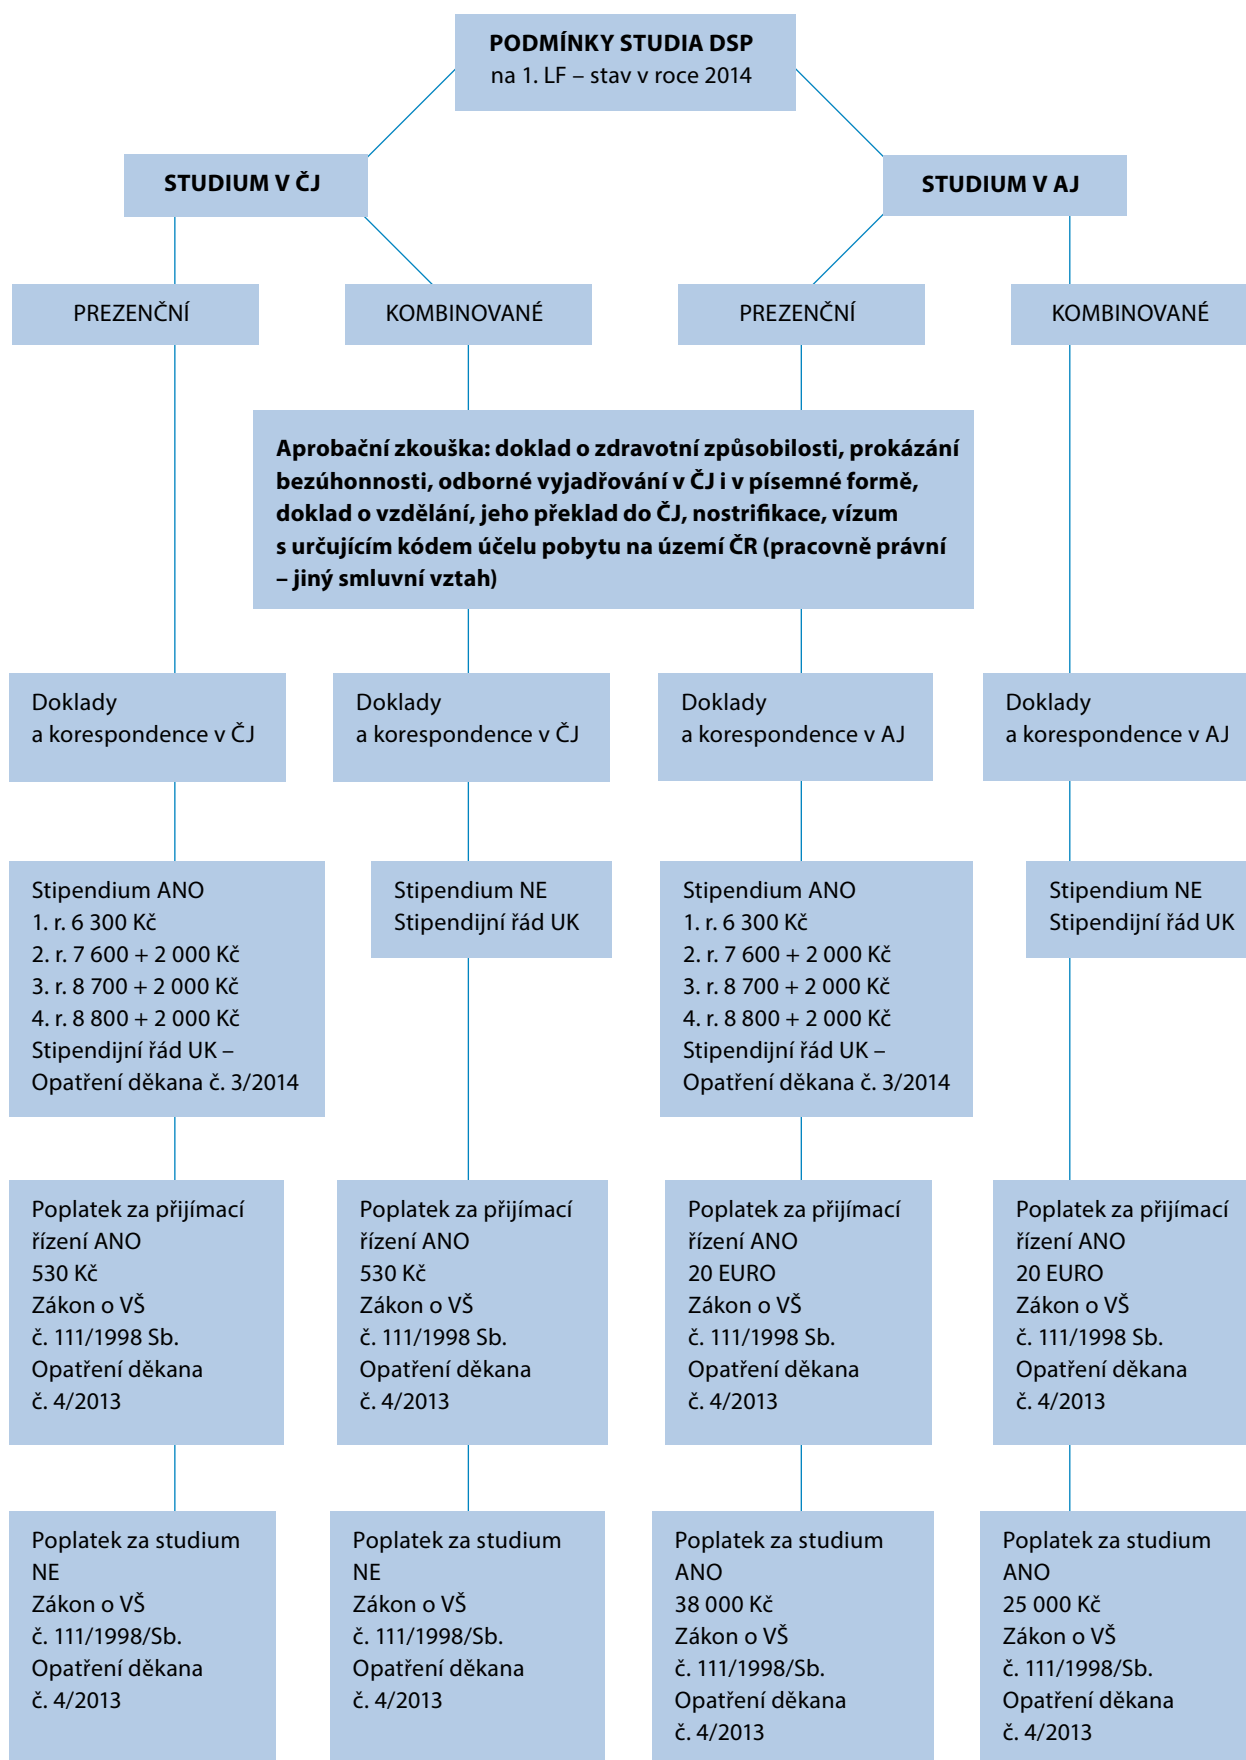 PODMÍNKY STUDIA DSP
na 1. LF – stav v roce 2014
STUDIUM V ČJ
STUDIUM V AJ
PREZENČNÍ
KOMBINOVANÉ
PREZENČNÍ
KOMBINOVANÉ
Aprobační zkouška: doklad o zdravotní způsobilosti, prokázání
bezúhonnosti, odborné vyjadřování v ČJ i v písemné formě,
doklad o vzdělání, jeho překlad do ČJ, nostrifikace, vízum
s určujícím kódem účelu pobytu na území ČR (pracovně právní
– jiný smluvní vztah)
Doklady
a korespondence v ČJ
Doklady
a korespondence v ČJ
Doklady
a korespondence v AJ
Doklady
a korespondence v AJ
Stipendium ANO
1. r. 6 300 Kč
2. r. 7 600 + 2 000 Kč
3. r. 8 700 + 2 000 Kč
4. r. 8 800 + 2 000 Kč
Stipendijní řád UK –
Opatření děkana č. 3/2014
Stipendium NE
Stipendijní řád UK
Stipendium ANO
1. r. 6 300 Kč
2. r. 7 600 + 2 000 Kč
3. r. 8 700 + 2 000 Kč
4. r. 8 800 + 2 000 Kč
Stipendijní řád UK –
Opatření děkana č. 3/2014
Stipendium NE
Stipendijní řád UK
Poplatek za přijímací
řízení ANO
530 Kč
Zákon o VŠ
č. 111/1998 Sb.
Opatření děkana
č. 4/2013
Poplatek za přijímací
řízení ANO
530 Kč
Zákon o VŠ
č. 111/1998 Sb.
Opatření děkana
č. 4/2013
Poplatek za přijímací
řízení ANO
20 EURO
Zákon o VŠ
č. 111/1998 Sb.
Opatření děkana
č. 4/2013
Poplatek za přijímací
řízení ANO
20 EURO
Zákon o VŠ
č. 111/1998 Sb.
Opatření děkana
č. 4/2013
Poplatek za studium
NE
Zákon o VŠ
č. 111/1998/Sb.
Opatření děkana
č. 4/2013
Poplatek za studium
NE
Zákon o VŠ
č. 111/1998/Sb.
Opatření děkana
č. 4/2013
Poplatek za studium
ANO
38 000 Kč
Zákon o VŠ
č. 111/1998/Sb.
Opatření děkana
č. 4/2013
Poplatek za studium
ANO
25 000 Kč
Zákon o VŠ
č. 111/1998/Sb.
Opatření děkana
č. 4/2013